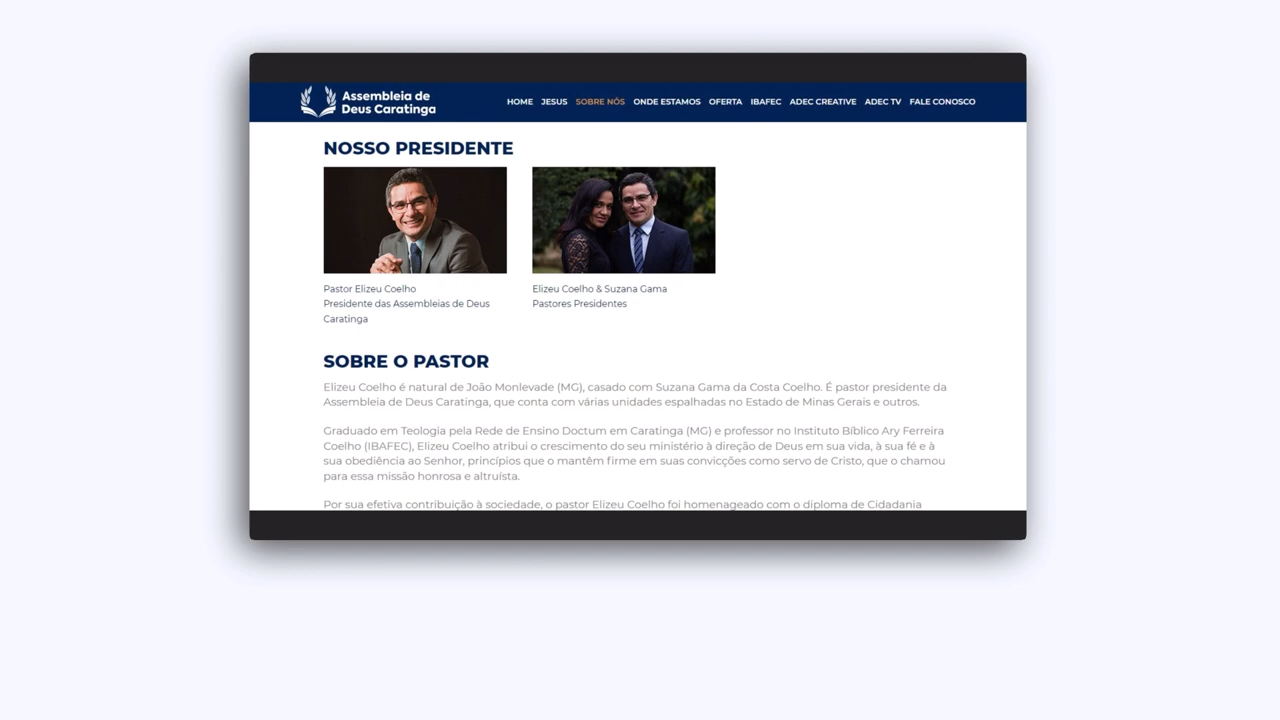 Assembleia de
Deus Caratinga
HOME JESUS SOBRE NÓS ONDE ESTAMOS OFERTA IBAFEC ADEC CREATIVE ADEC TV FALE CONOSCO
NOSSO PRESIDENTE
Pastor Elizeu Coelho
Presidente das Assembleias de Deus
Caratinga
Elizeu Coelho & Suzana Gama
Pastores Presidentes
SOBRE O PASTOR
Elizeu Coelho é natural de João Monlevade (MG), casado com Suzana Gama da Costa Coelho. É pastor presidente da
Assembleia de Deus Caratinga, que conta com várias unidades espalhadas no Estado de Minas Gerais e outros.
Graduado em Teologia pela Rede de Ensino Doctum em Caratinga (MG) e professor no Instituto Bíblico Ary Ferreira
Coelho (IBAFEC), Elizeu Coelho atribui o crescimento do seu ministério à direção de Deus em sua vida, à sua fé e à
sua obediência ao Senhor, princípios que o mantêm firme em suas convicções como servo de Cristo, que o chamou
para essa missão honrosa e altruísta.
Por sua efetiva contribuição à sociedade, o pastor Elizeu Coelho foi homenageado com o diploma de Cidadania